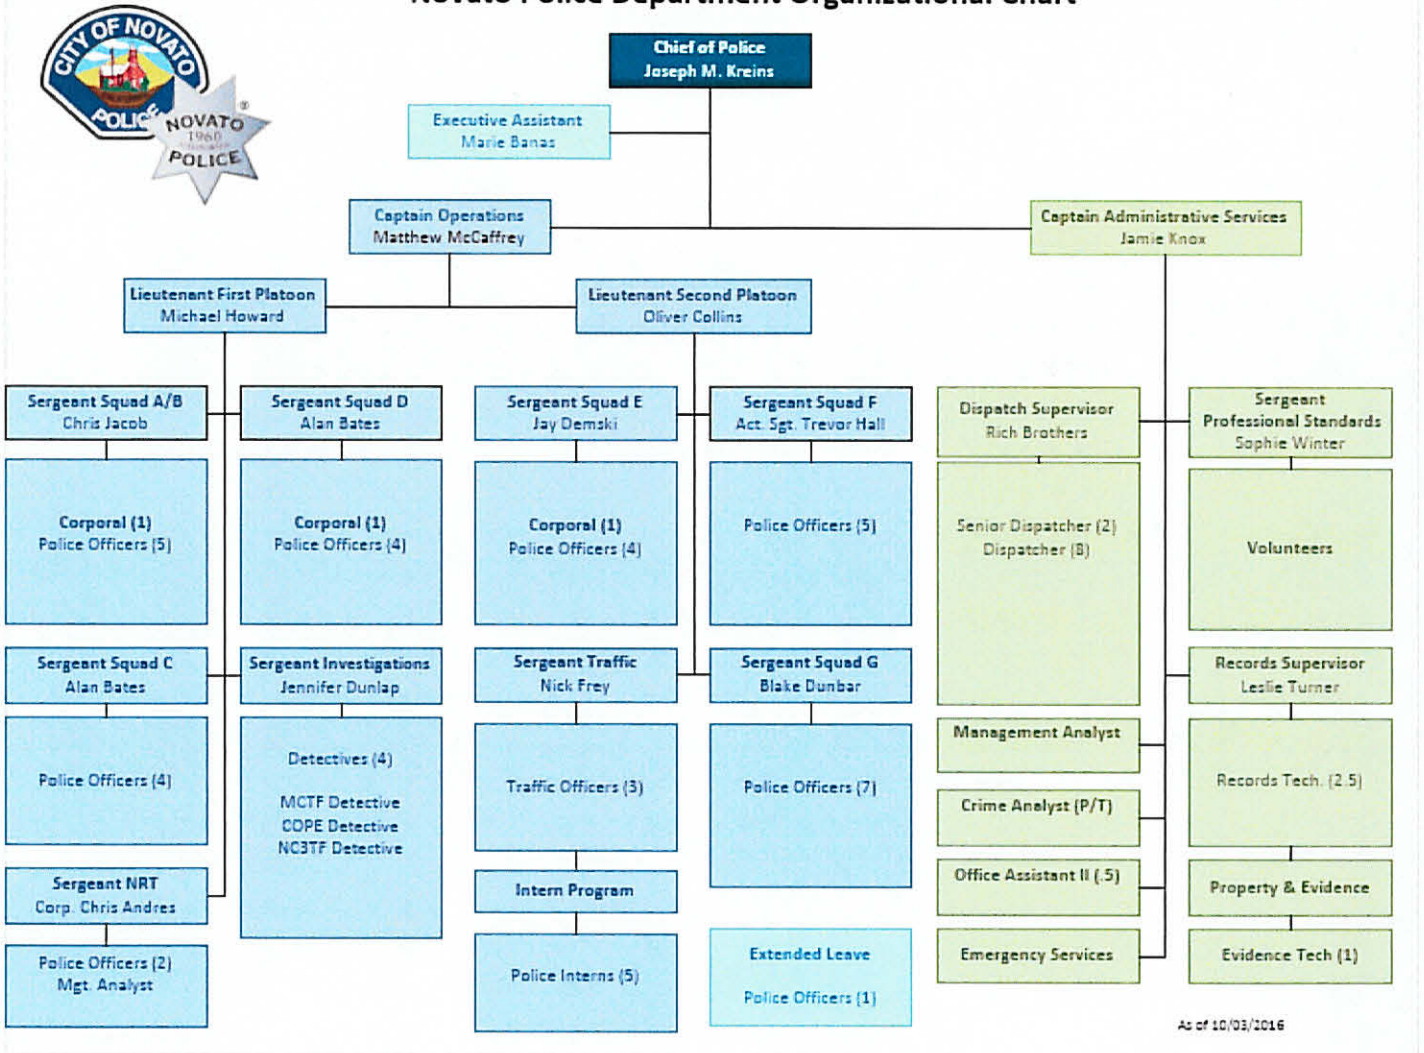 Novato Police Department Organizational Chart
CITY OF NOVATO
POLICE
NOVATO
1960
POLICE
®
Chief of Police
Joseph M. Kreins
Executive Assistant
Marie Banas
Captain Operations
Matthew McCaffrey
Captain Administrative Services
Jamie Knox
Lieutenant First Platoon
Michael Howard
Lieutenant Second Platoon
Oliver Collins
Sergeant Squad A/B
Chris Jacob
Sergeant Squad D
Alan Bates
Sergeant Squad E
Jay Demski
Sergeant Squad F
Act. Sgt. Trevor Hall
Dispatch Supervisor
Rich Brothers
Sergeant
Professional Standards
Sophie Winter
Corporal (1)
Police Officers (5)
Corporal (1)
Police Officers (4)
Corporal (1)
Police Officers (4)
Police Officers (5)
Senior Dispatcher (2)
Dispatcher (8)
Volunteers
Sergeant Squad C
Alan Bates
Sergeant Investigations
Jennifer Dunlap
Sergeant Traffic
Nick Frey
Sergeant Squad G
Blake Dunbar
Records Supervisor
Leslie Turner
Police Officers (4)
Detectives (4)
MCTF Detective
COPE Detective
NC3TF Detective
Traffic Officers (3)
Police Officers (7)
Management Analyst
Crime Analyst (P/T)
Office Assistant II (.5)
Emergency Services
Records Tech. (2.5)
Sergeant NRT
Corp. Chris Andres
Intern Program
Property & Evidence
Police Officers (2)
Mgt. Analyst
Police Interns (5)
Extended Leave
Police Officers (1)
Evidence Tech (1)
As of 10/03/2016